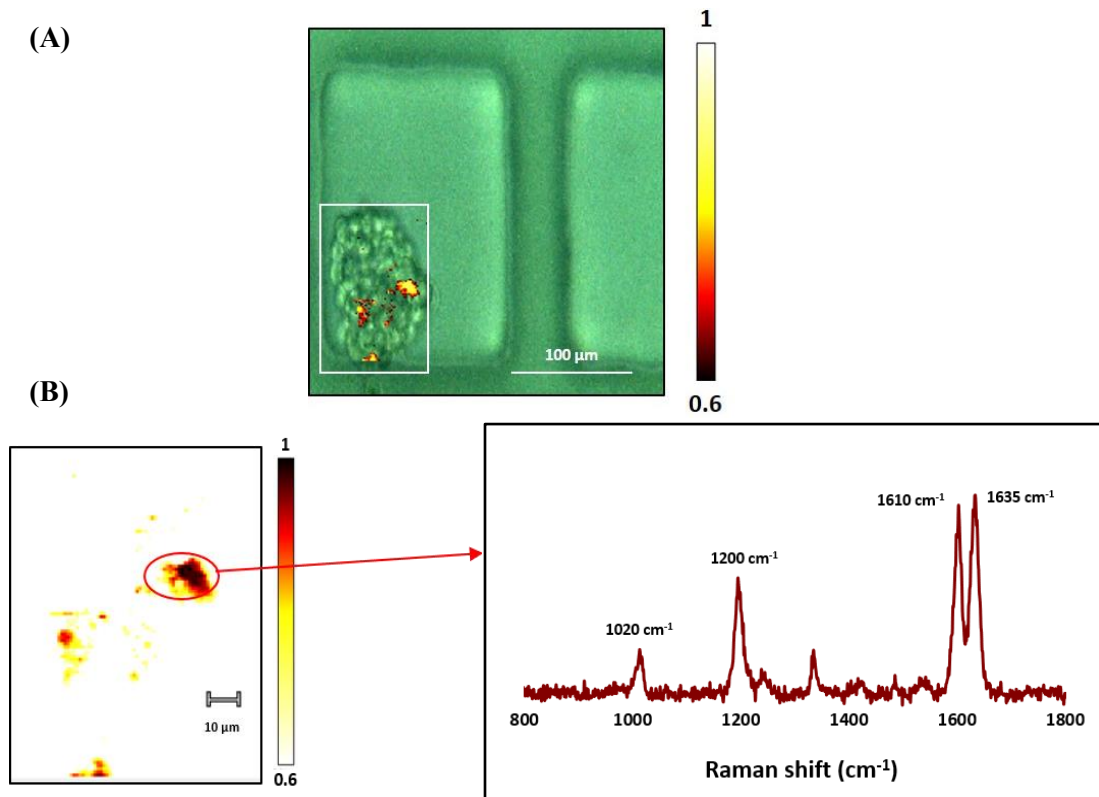 (A)
1
100 µm
0.6
(B)
1
10 µm
0.6
1610 cm-1
1635 cm-1
1200 cm-1
1020 cm-1
800 1000 1200 1400 1600 1800
Raman shift (cm-1)